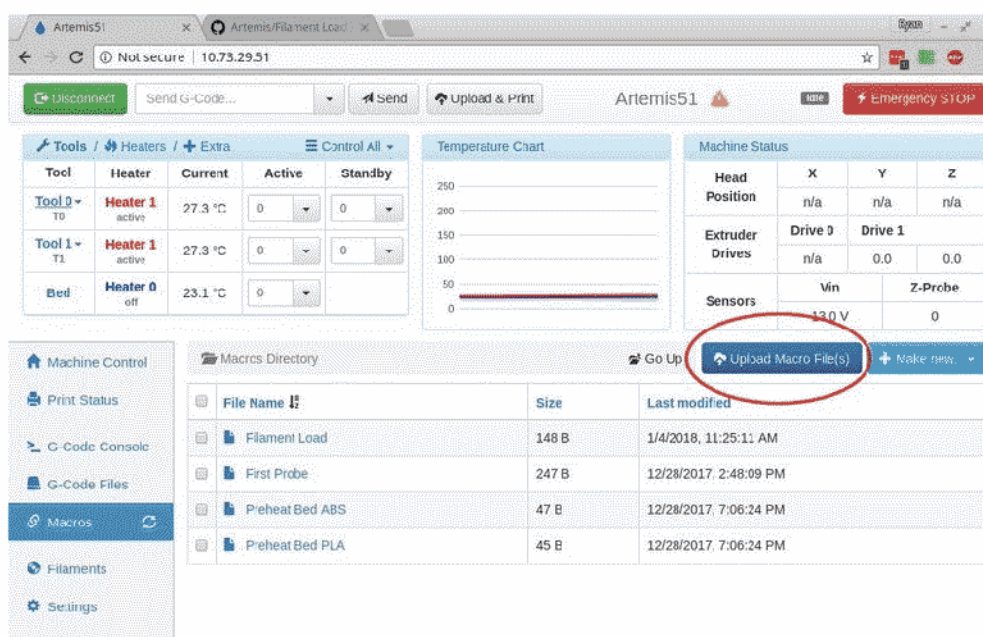 Artemis51
Artemis/Filament Load
Ryan
Not secure | 10.73.29.51
Disconnect
Send G-Code...
Send
Upload & Print
Artemis51
Idle
Emergency STOP
Tools / Heaters / Extra
Control All
Tool Heater Current Active Standby
Tool 0 Heater 1 27.3 °C 0 0
T0 active
Tool 1 Heater 1 27.3 °C 0 0
T1 active
Bed Heater 0 23.1 °C 0
off
Temperature Chart
250
200
150
100
50
0
Machine Status
Head Position X Y Z
n/a n/a n/a
Extruder Drives Drive 0 Drive 1
n/a 0.0 0.0
Sensors Vin Z-Probe
13.0 V 0
Machine Control
Print Status
G-Code Console
G-Code Files
Macros
Filaments
Settings
Macros Directory
Go Up
Upload Macro File(s)
Make new...
File Name Size Last modified
Filament Load 148 B 1/4/2018, 11:25:11 AM
First Probe 247 B 12/28/2017, 2:48:09 PM
Preheat Bed ABS 47 B 12/28/2017, 7:06:24 PM
Preheat Bed PLA 45 B 12/28/2017, 7:06:24 PM